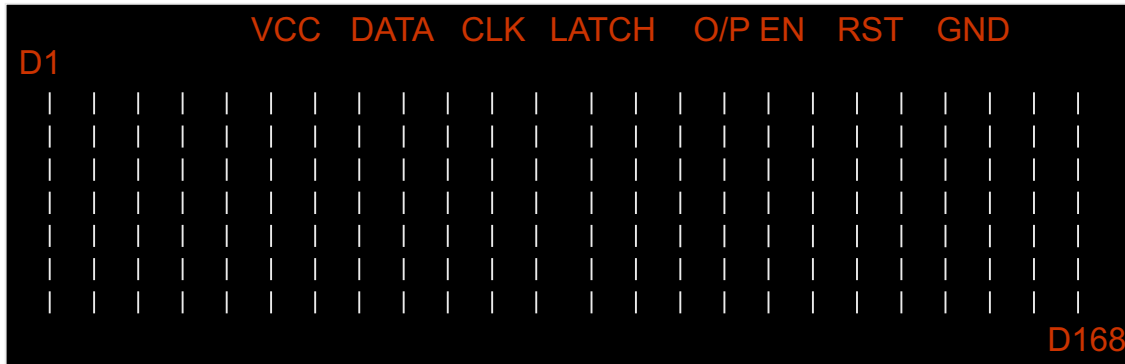 VCC DATA CLK LATCH O/P EN RST GND
D1
D168